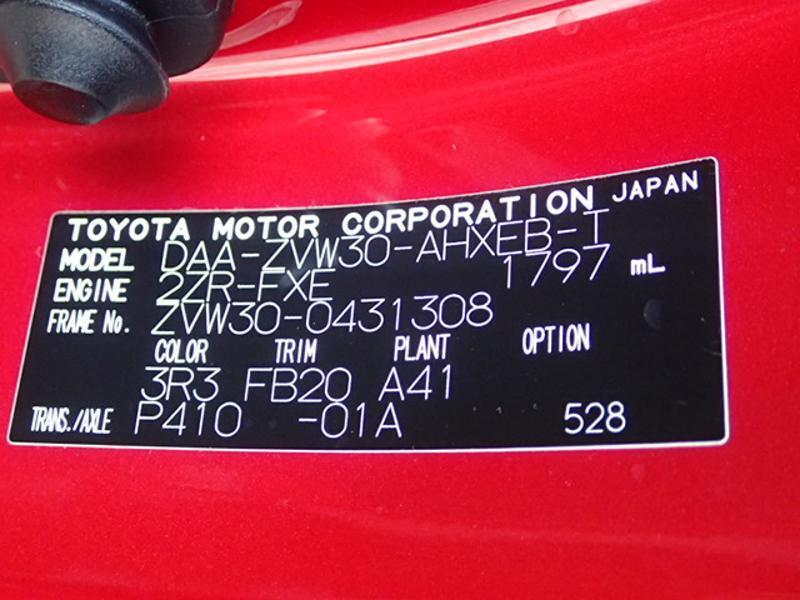 TOYOTA MOTOR CORPORATION JAPAN
MODEL DAA-ZVW30-AHXEB-T
ENGINE 2ZR-FXE 1797 mL
FRAME No. ZVW30-0431308
COLOR TRIM PLANT OPTION
3R3 FB20 A41
TRANS./AXLE P410 -01A 528